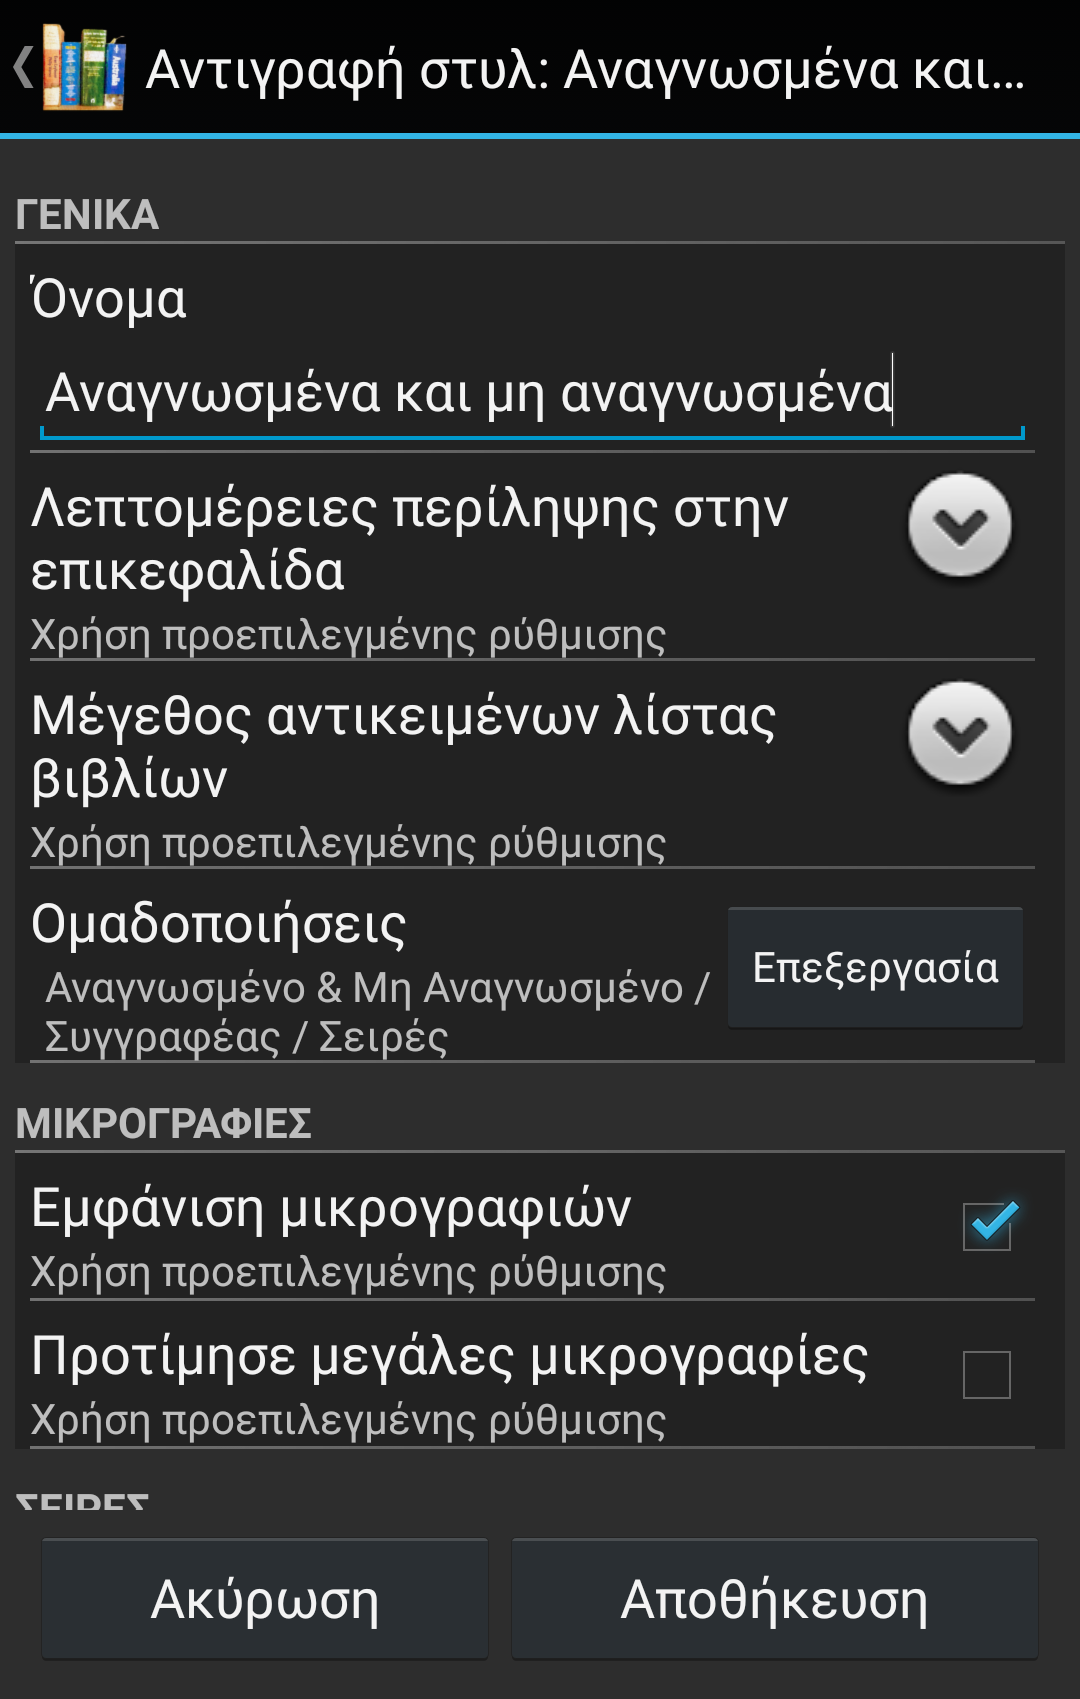 Αντιγραφή στυλ: Αναγνωσμένα και...
ΓΕΝΙΚΑ
Όνομα
Αναγνωσμένα και μη αναγνωσμένα
Λεπτομέρειες περίληψης στην
επικεφαλίδα
Χρήση προεπιλεγμένης ρύθμισης
Μέγεθος αντικειμένων λίστας
βιβλίων
Χρήση προεπιλεγμένης ρύθμισης
Ομαδοποιήσεις
Αναγνωσμένο & Μη Αναγνωσμένο /
Συγγραφέας / Σειρές
Επεξεργασία
ΜΙΚΡΟΓΡΑΦΙΕΣ
Εμφάνιση μικρογραφιών
Χρήση προεπιλεγμένης ρύθμισης
Προτίμησε μεγάλες μικρογραφίες
Χρήση προεπιλεγμένης ρύθμισης
ΣΕΙΡΕΣ
Ακύρωση
Αποθήκευση